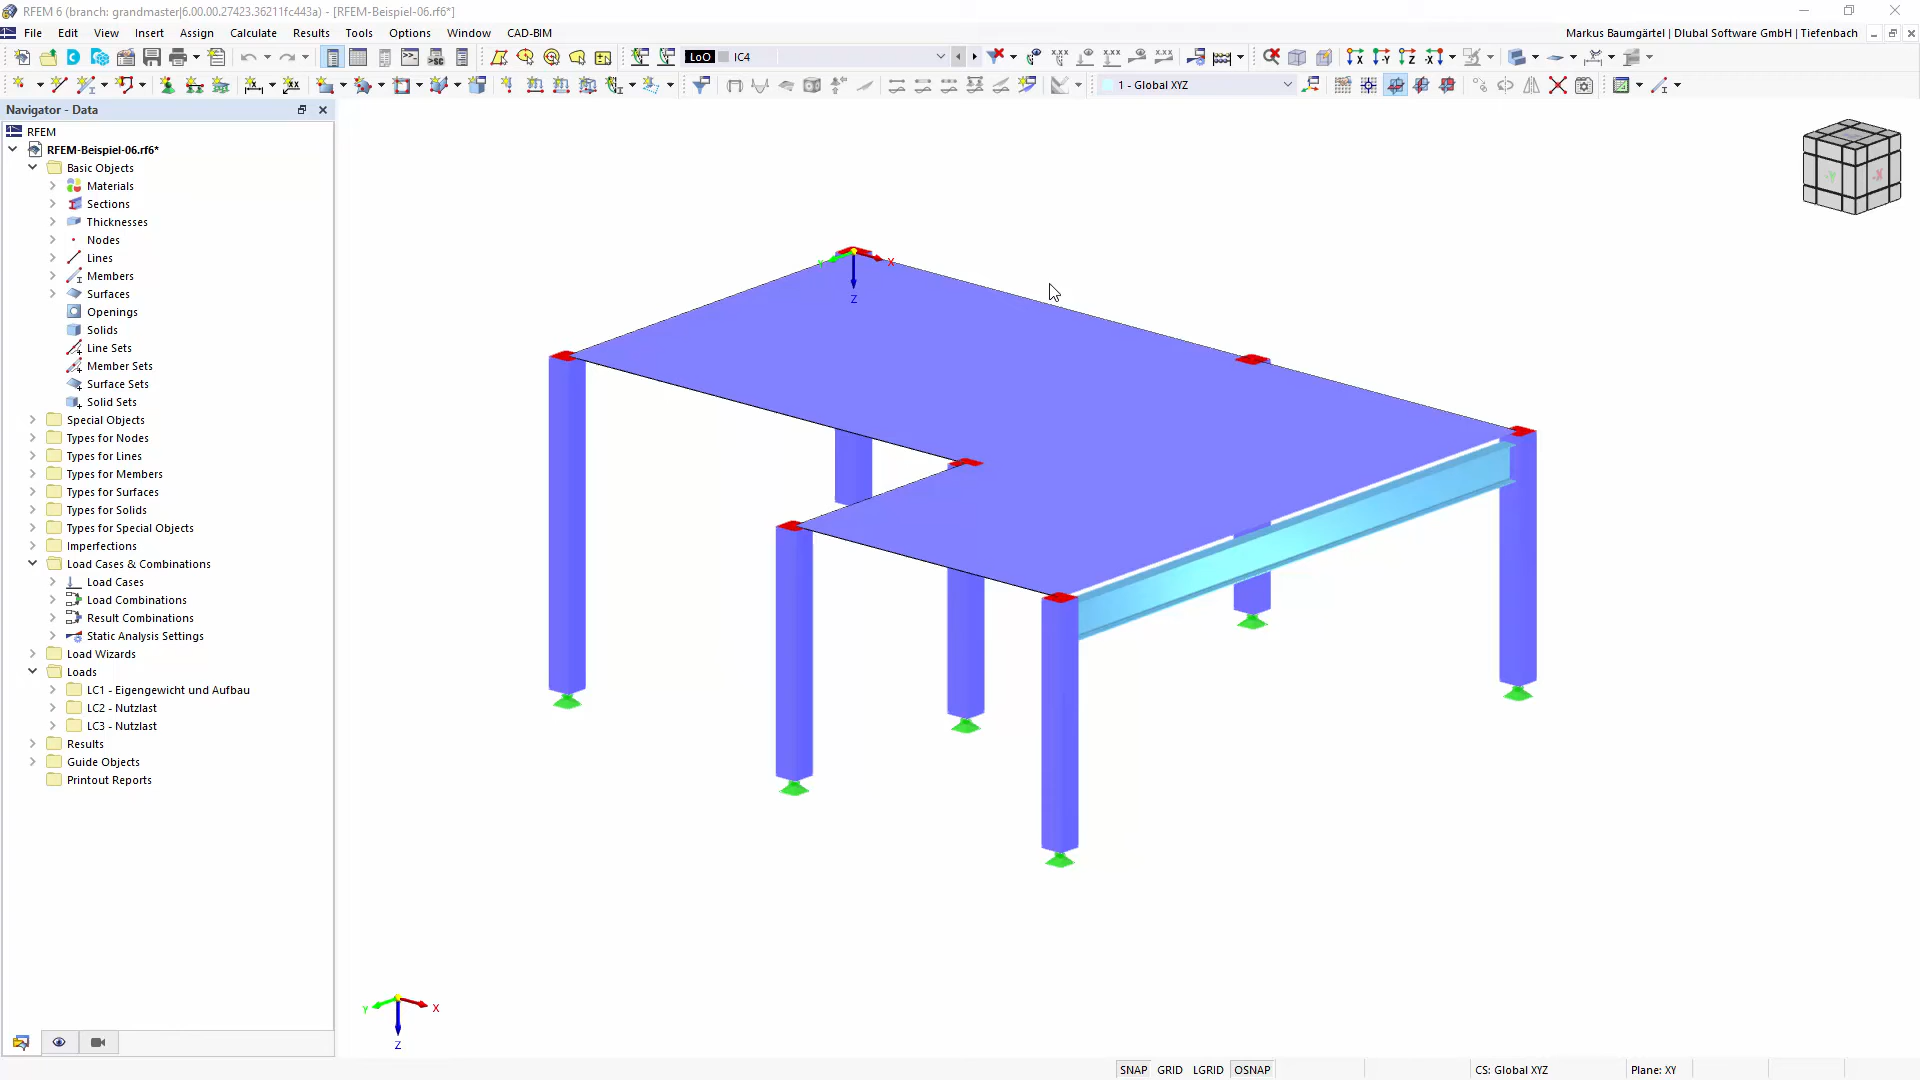 RFEM 6 (branch: grandmaster|6.00.00.27423.36211fc443a) - [RFEM-Beispiel-06.rf6*]
File Edit View Insert Assign Calculate Results Tools Options Window CAD-BIM
Markus Baumgärtel | Dlubal Software GmbH | Tiefenbach
LoO IC4
1 - Global XYZ
Navigator - Data
RFEM
RFEM-Beispiel-06.rf6*
Basic Objects
Materials
Sections
Thicknesses
Nodes
Lines
Members
Surfaces
Openings
Solids
Line Sets
Member Sets
Surface Sets
Solid Sets
Special Objects
Types for Nodes
Types for Lines
Types for Members
Types for Surfaces
Types for Solids
Types for Special Objects
Imperfections
Load Cases & Combinations
Load Cases
Load Combinations
Result Combinations
Static Analysis Settings
Load Wizards
Loads
LC1 - Eigengewicht und Aufbau
LC2 - Nutzlast
LC3 - Nutzlast
Results
Guide Objects
Printout Reports
Y X
Z
-Y -X
Y X
Z
SNAP GRID LGRID OSNAP CS: Global XYZ Plane: XY